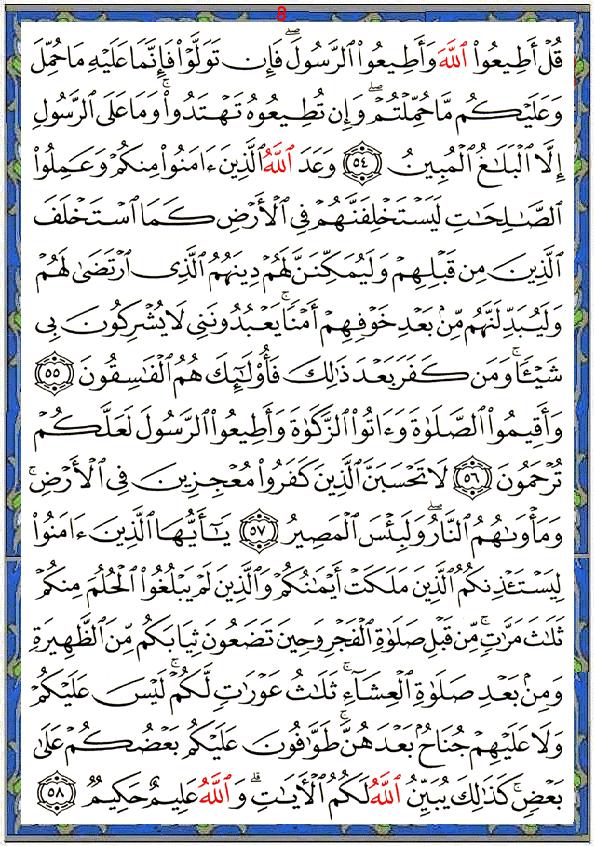 8
قُلْ أَطِيعُوا۟ ٱللَّهَ وَأَطِيعُوا۟ ٱلرَّسُولَ ۖ فَإِن تَوَلَّوْا۟ فَإِنَّمَا عَلَيْهِ مَا حُمِّلَ
وَعَلَيْكُم مَّا حُمِّلْتُمْ ۖ وَإِن تُطِيعُوهُ تَهْتَدُوا۟ ۚ وَمَا عَلَى ٱلرَّسُولِ
إِلَّا ٱلْبَلَٰغُ ٱلْمُبِينُ ٥٤ وَعَدَ ٱللَّهُ ٱلَّذِينَ ءَامَنُوا۟ مِنكُمْ وَعَمِلُوا۟
ٱلصَّٰلِحَٰتِ لَيَسْتَخْلِفَنَّهُمْ فِى ٱلْأَرْضِ كَمَا ٱسْتَخْلَفَ
ٱلَّذِينَ مِن قَبْلِهِمْ وَلَيُمَكِّنَنَّ لَهُمْ دِينَهُمُ ٱلَّذِى ٱرْتَضَىٰ لَهُمْ
وَلَيُبَدِّلَنَّهُم مِّنۢ بَعْدِ خَوْفِهِمْ أَمْنًا ۚ يَعْبُدُونَنِى لَا يُشْرِكُونَ بِى
شَيْـًٔا ۚ وَمَن كَفَرَ بَعْدَ ذَٰلِكَ فَأُو۟لَٰٓئِكَ هُمُ ٱلْفَٰسِقُونَ ٥٥
وَأَقِيمُوا۟ ٱلصَّلَوٰةَ وَءَاتُوا۟ ٱلزَّكَوٰةَ وَأَطِيعُوا۟ ٱلرَّسُولَ لَعَلَّكُمْ
تُرْحَمُونَ ٥٦ لَا تَحْسَبَنَّ ٱلَّذِينَ كَفَرُوا۟ مُعْجِزِينَ فِى ٱلْأَرْضِ ۚ
وَمَأْوَىٰهُمُ ٱلنَّارُ ۖ وَلَبِئْسَ ٱلْمَصِيرُ ٥٧ يَٰٓأَيُّهَا ٱلَّذِينَ ءَامَنُوا۟
لِيَسْتَـْٔذِنكُمُ ٱلَّذِينَ مَلَكَتْ أَيْمَٰنُكُمْ وَٱلَّذِينَ لَمْ يَبْلُغُوا۟ ٱلْحُلُمَ مِنكُمْ
ثَلَٰثَ مَرَّٰتٍ ۚ مِّن قَبْلِ صَلَوٰةِ ٱلْفَجْرِ وَحِينَ تَضَعُونَ ثِيَابَكُم مِّنَ ٱلظَّهِيرَةِ
وَمِنۢ بَعْدِ صَلَوٰةِ ٱلْعِشَآءِ ۚ ثَلَٰثُ عَوْرَٰتٍ لَّكُمْ ۚ لَيْسَ عَلَيْكُمْ
وَلَا عَلَيْهِمْ جُنَاحٌۢ بَعْدَهُنَّ ۚ طَوَّٰفُونَ عَلَيْكُم بَعْضُكُمْ عَلَىٰ
بَعْضٍ ۚ كَذَٰلِكَ يُبَيِّنُ ٱللَّهُ لَكُمُ ٱلْـَٔايَٰتِ ۗ وَٱللَّهُ عَلِيمٌ حَكِيمٌ ٥٨